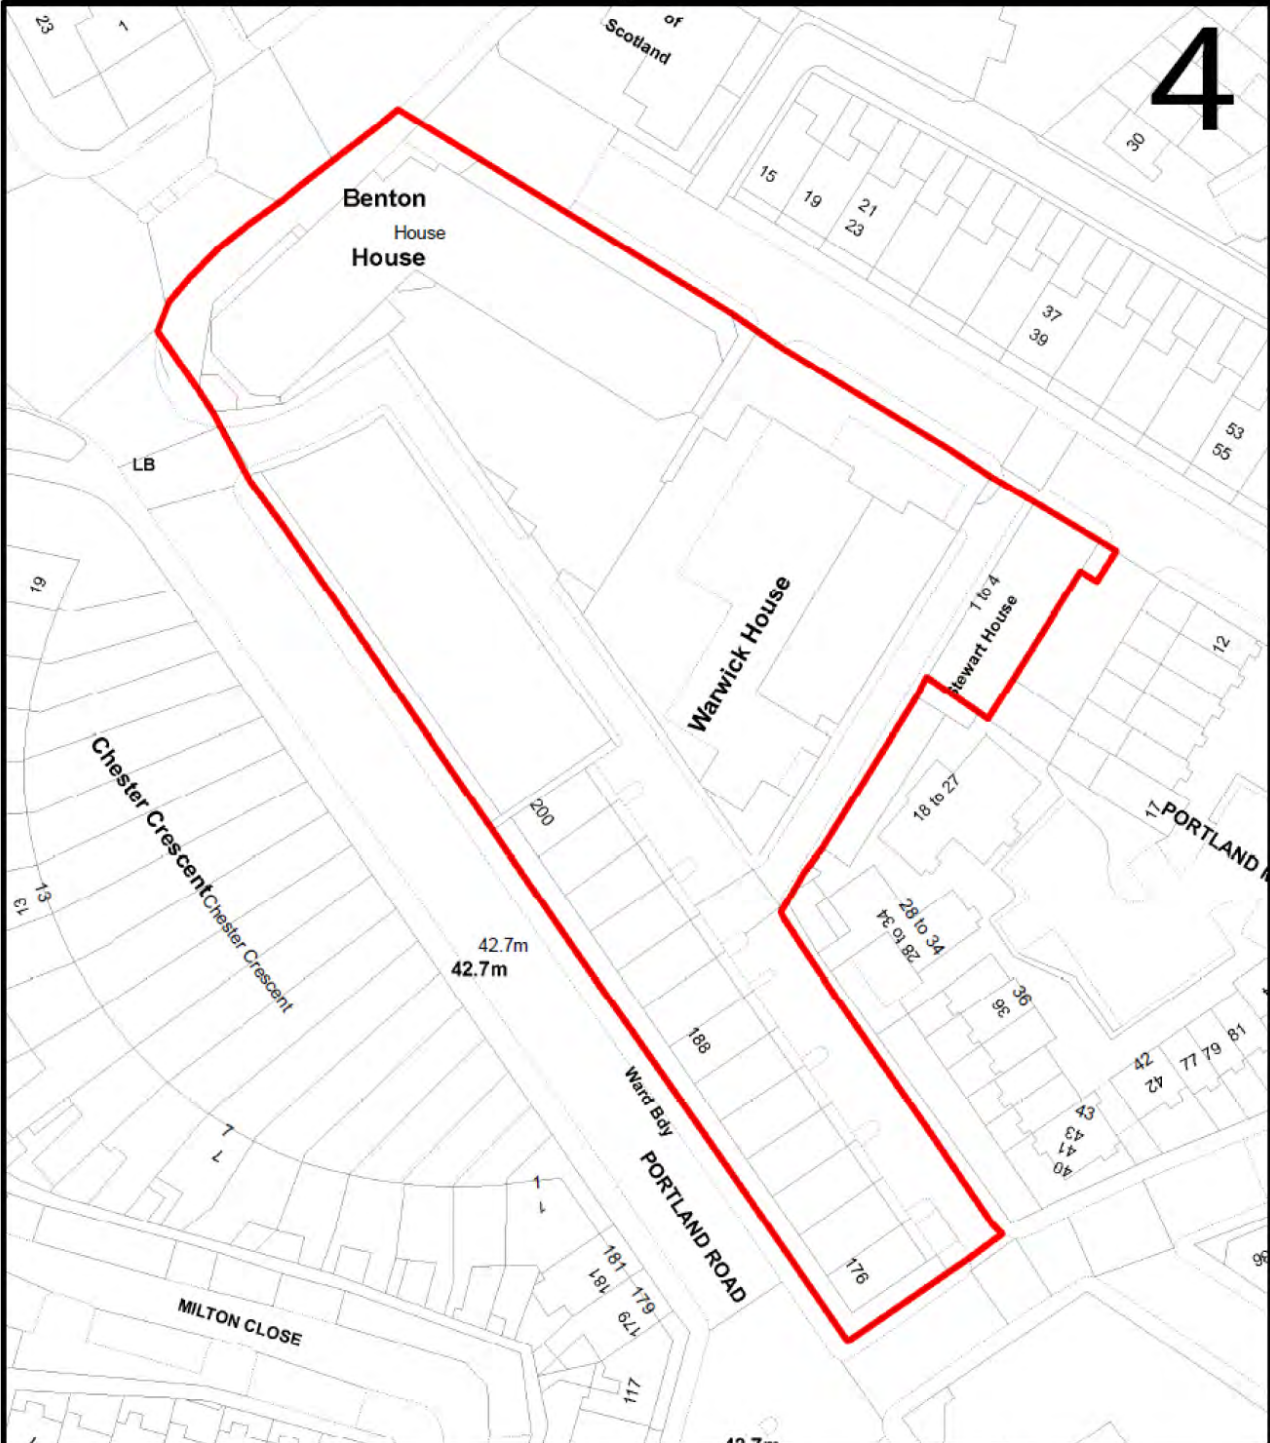 4
23
1
of
Scotland
30
15
19
21
23
Benton
House
House
37
39
53
55
LB
19
1 to 4
Stewart House
12
Warwick House
18 to 27
17
PORTLAND
Chester Crescent
Chester Crescent
200
13
13
28 to 34
28 to 34
42.7m
42.7m
36
36
188
42
42
77
79
81
Ward Bdy
43
43
41
40
7
7
1
1
PORTLAND ROAD
181
181
179
179
176
MILTON CLOSE
117
42.7m